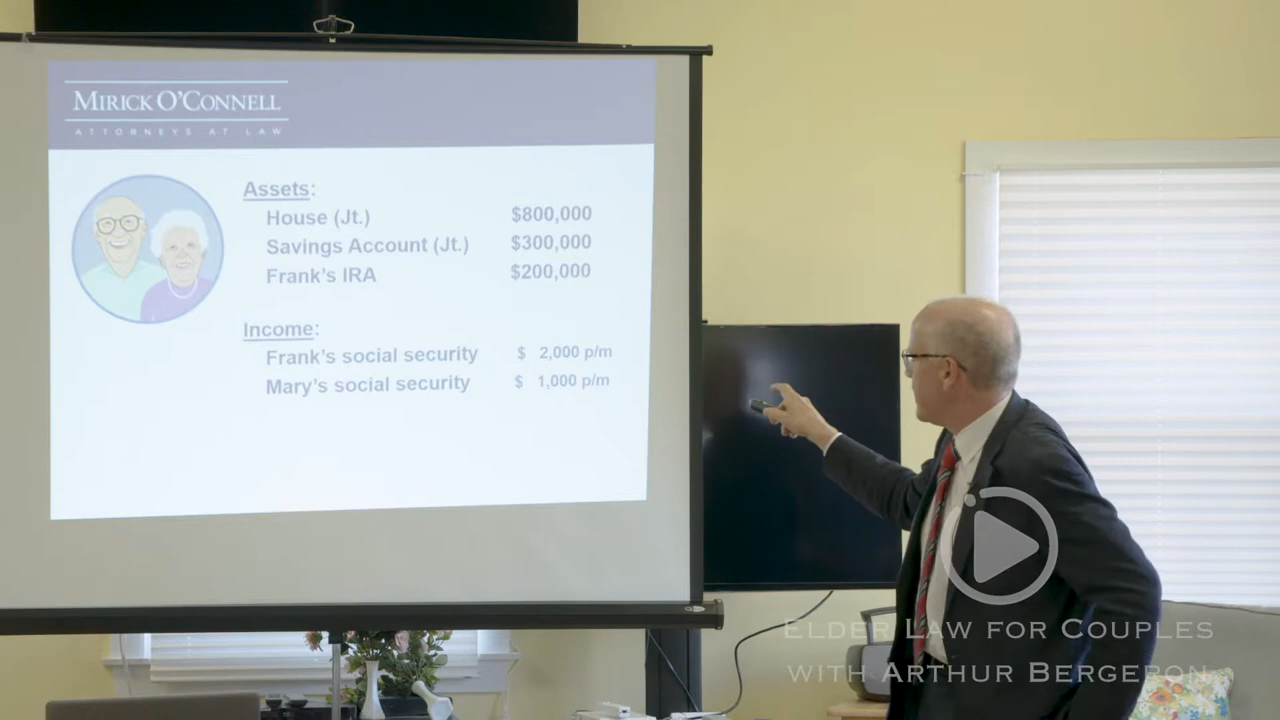 MIRICK O'CONNELL
ATTORNEYS AT LAW
Assets:
House (Jt.) $800,000
Savings Account (Jt.) $300,000
Frank's IRA $200,000
Income:
Frank's social security $ 2,000 p/m
Mary's social security $ 1,000 p/m
ELDER LAW FOR COUPLES
WITH ARTHUR BERGERON